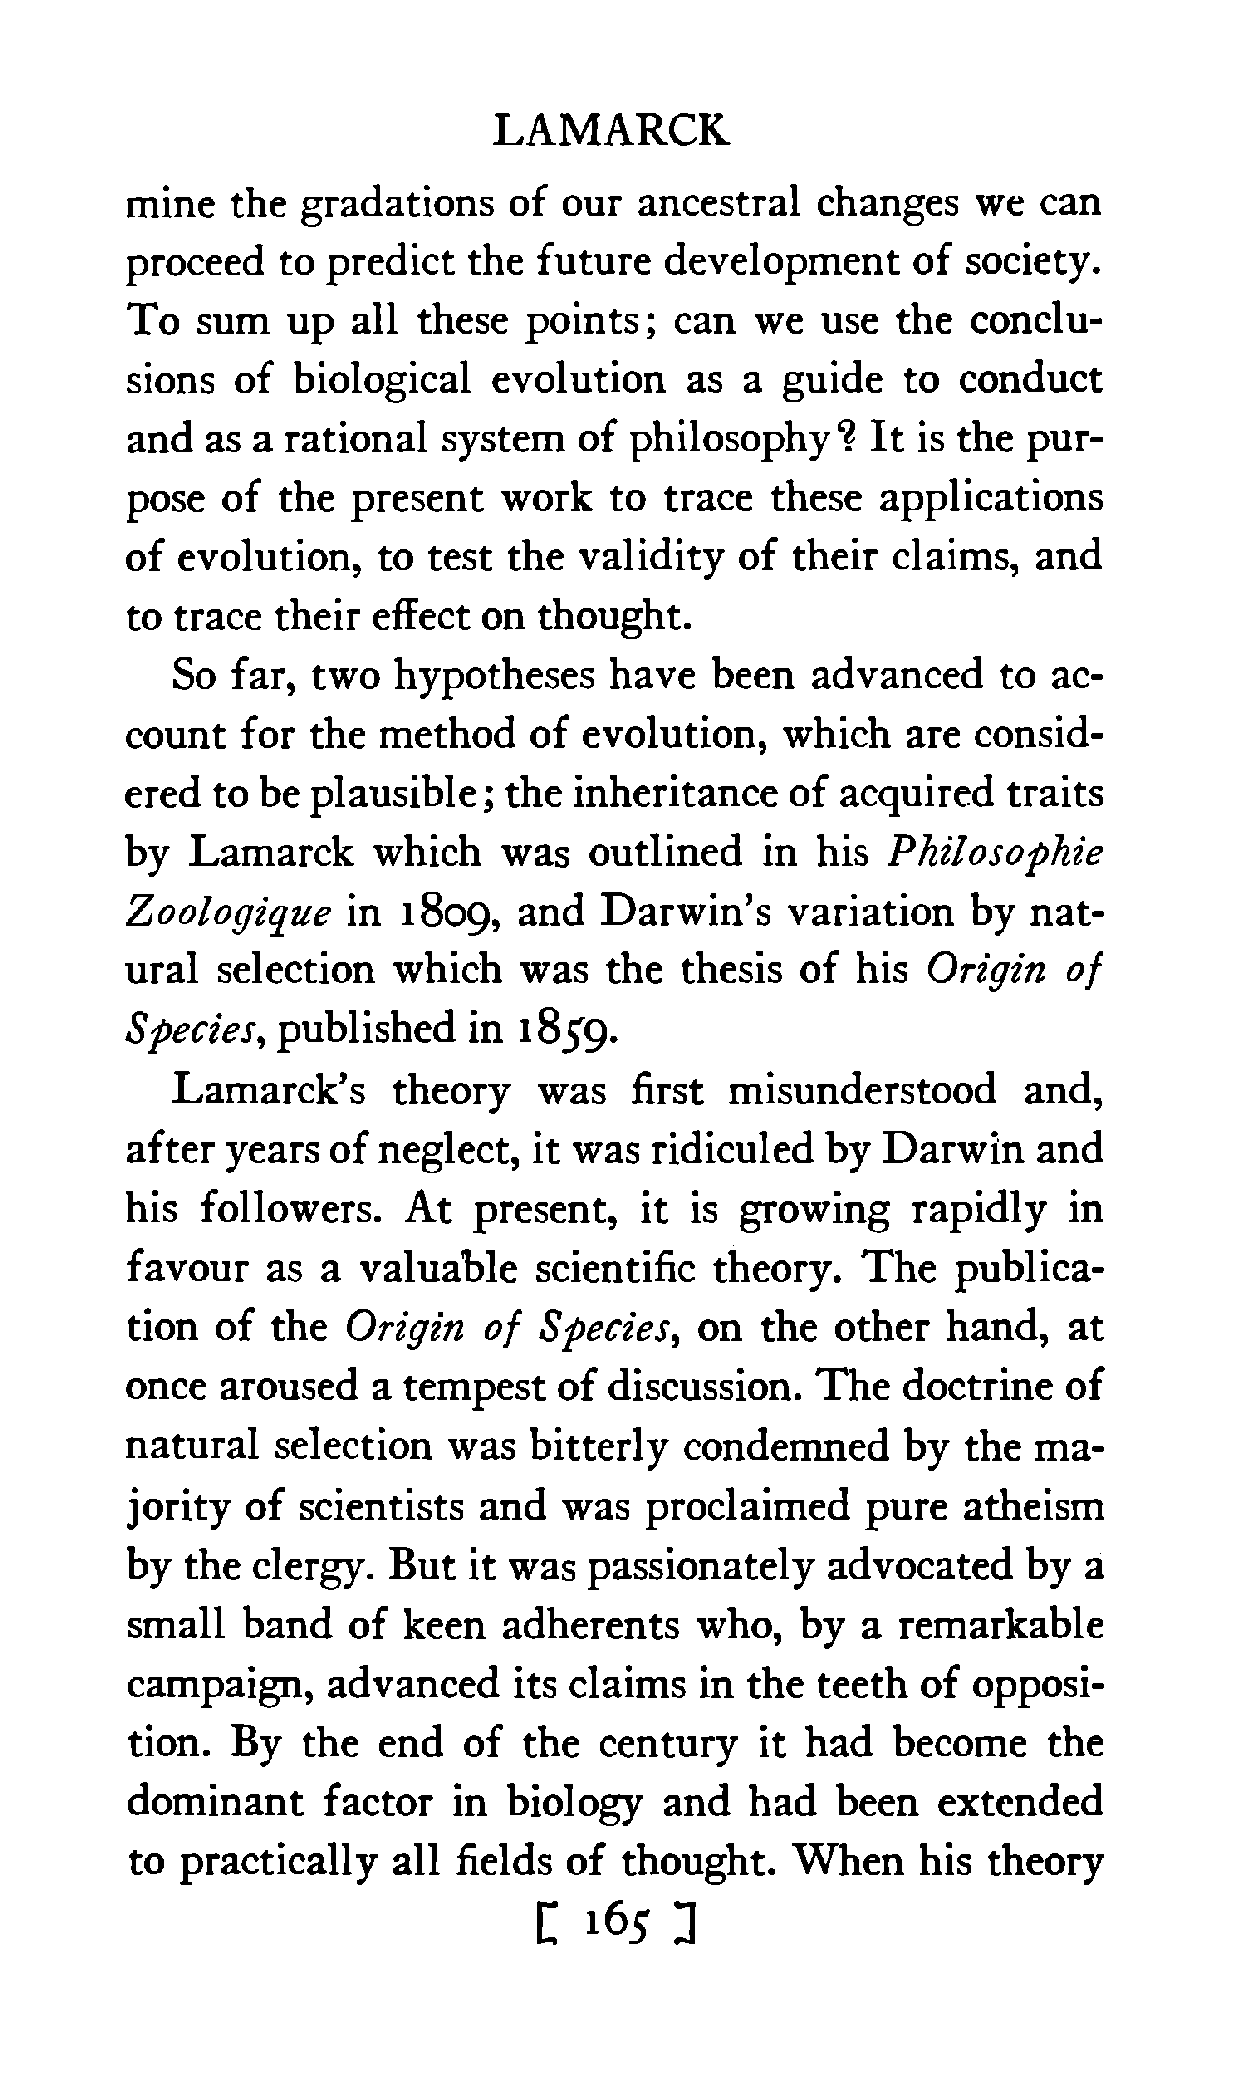 LAMARCK
mine the gradations of our ancestral changes we can
proceed to predict the future development of society.
To sum up all these points; can we use the conclu-
sions of biological evolution as a guide to conduct
and as a rational system of philosophy? It is the pur-
pose of the present work to trace these applications
of evolution, to test the validity of their claims, and
to trace their effect on thought.
So far, two hypotheses have been advanced to ac-
count for the method of evolution, which are consid-
ered to be plausible; the inheritance of acquired traits
by Lamarck which was outlined in his Philosophie
Zoologique in 1809, and Darwin's variation by nat-
ural selection which was the thesis of his Origin of
Species, published in 1859.
Lamarck's theory was first misunderstood and,
after years of neglect, it was ridiculed by Darwin and
his followers. At present, it is growing rapidly in
favour as a valuable scientific theory. The publica-
tion of the Origin of Species, on the other hand, at
once aroused a tempest of discussion. The doctrine of
natural selection was bitterly condemned by the ma-
jority of scientists and was proclaimed pure atheism
by the clergy. But it was passionately advocated by a
small band of keen adherents who, by a remarkable
campaign, advanced its claims in the teeth of opposi-
tion. By the end of the century it had become the
dominant factor in biology and had been extended
to practically all fields of thought. When his theory
[ 165 ]